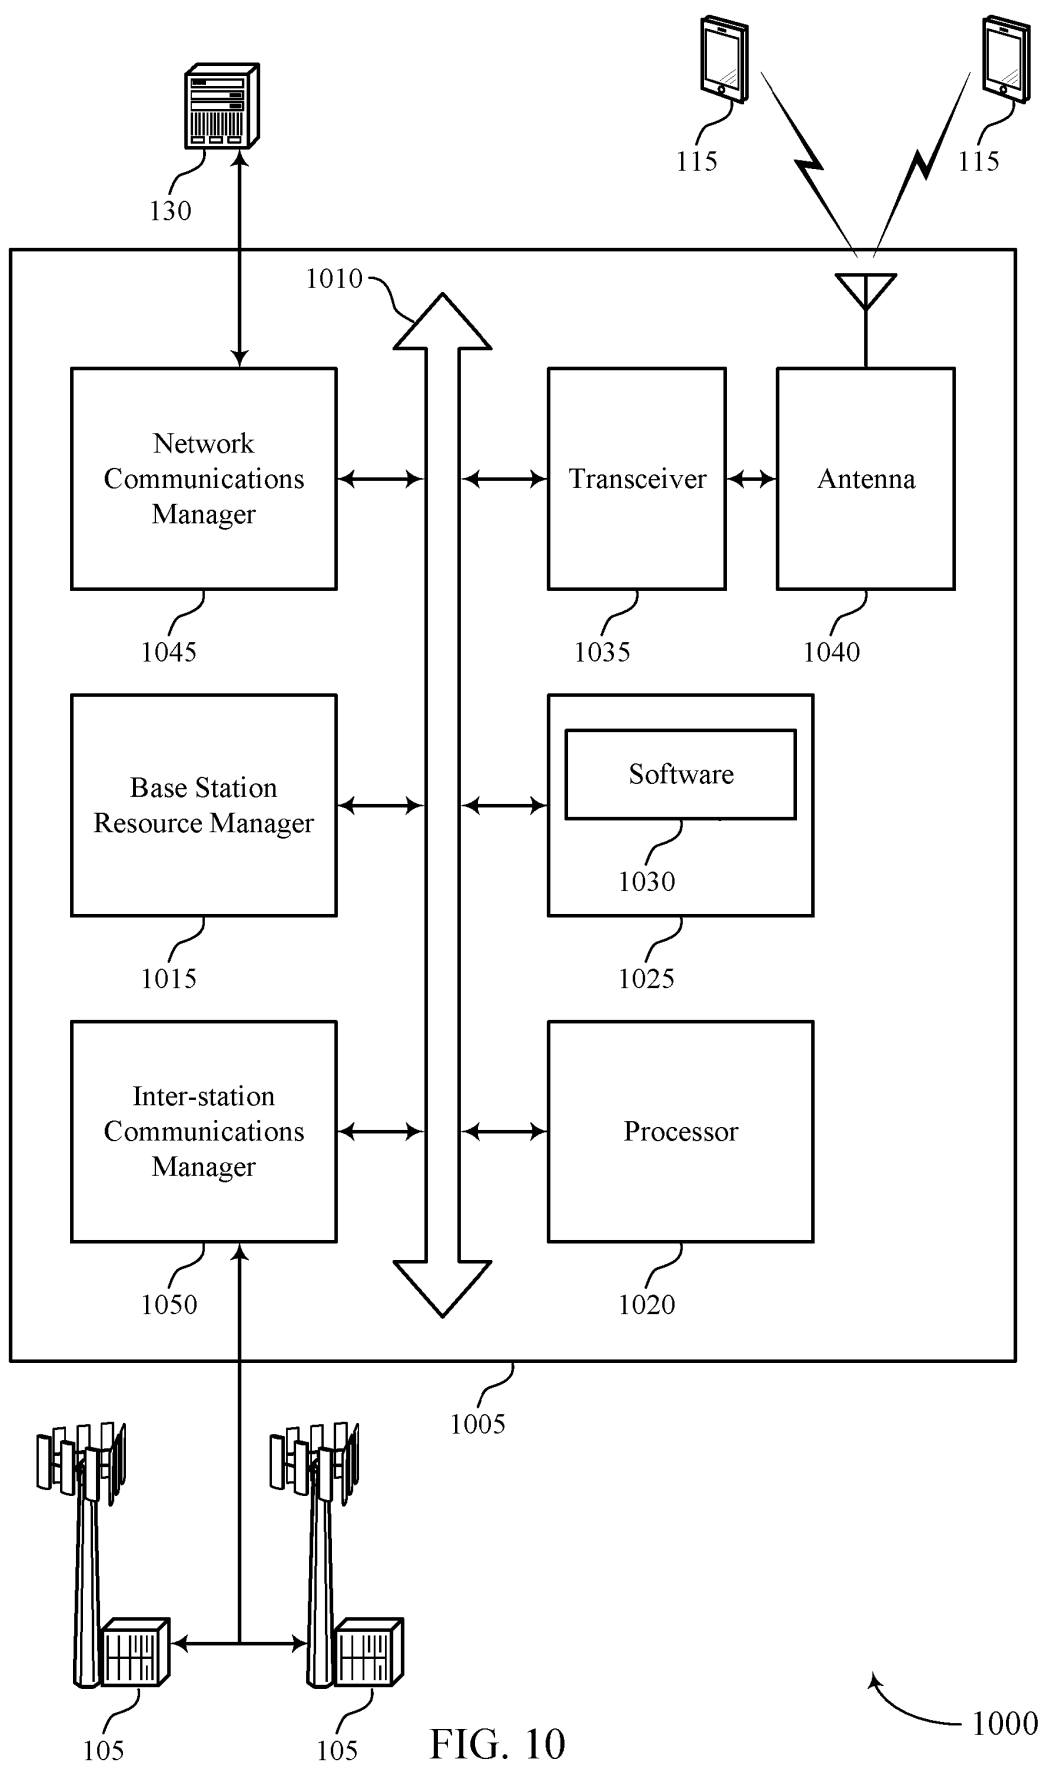 115
115
130
1010
Network
Communications
Manager
Transceiver
Antenna
1045
1035
1040
Base Station
Resource Manager
Software
1030
1015
1025
Inter-station
Communications
Manager
Processor
1050
1020
1005
105
105
FIG. 10
1000